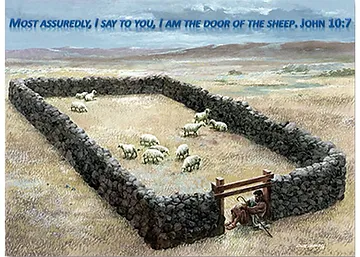 Most assuredly, I say to you, I am the door of the sheep. John 10:7